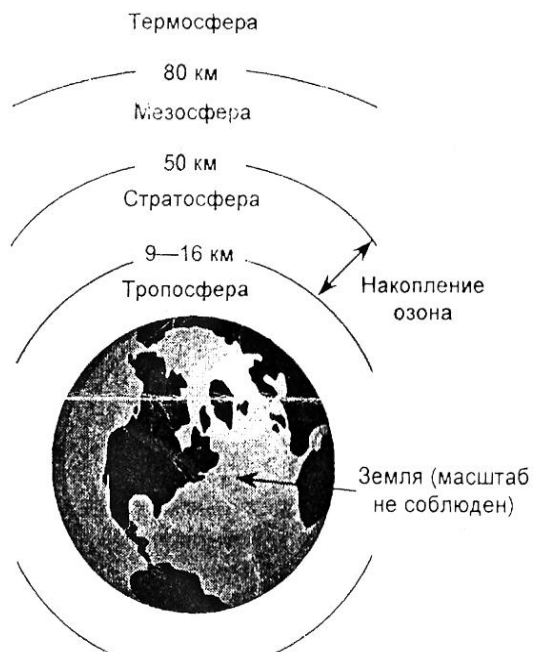 Термосфера
80 км
Мезосфера
50 км
Стратосфера
9—16 км
Тропосфера
Накопление
озона
Земля (масштаб
не соблюден)